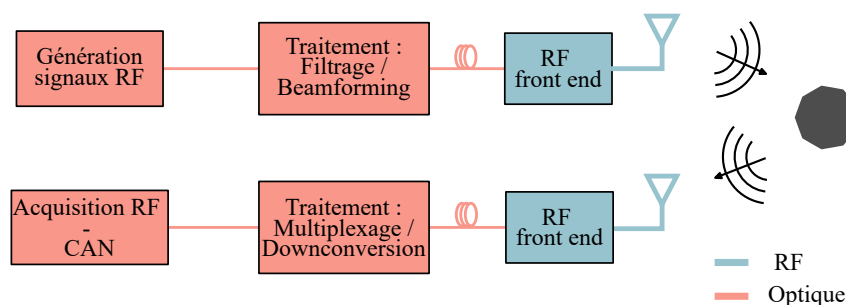 Génération
signaux RF
Traitement :
Filtrage /
Beamforming
RF
front end
Acquisition RF
-
CAN
Traitement :
Multiplexage /
Downconversion
RF
front end
RF
Optique